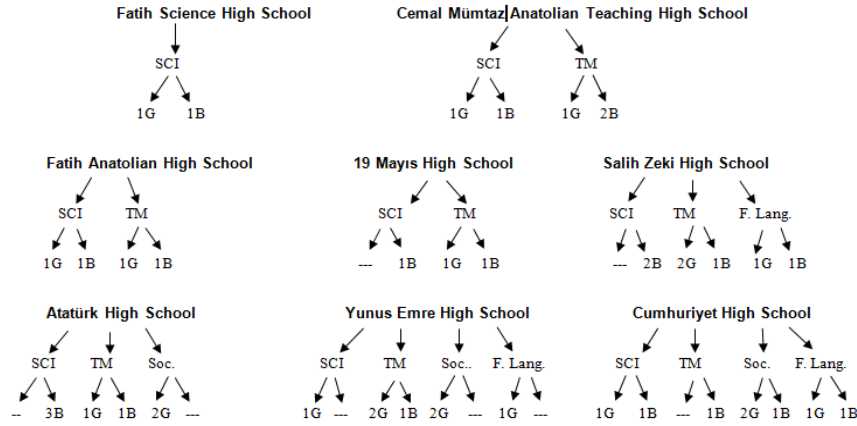 Fatih Science High School Cemal Mümtaz Anatolian Teaching High School
SCI SCI TM
1G 1B 1G 1B 1G 2B
Fatih Anatolian High School 19 Mayıs High School Salih Zeki High School
SCI TM SCI TM SCI TM F. Lang.
1G 1B 1G 1B --- 1B 1G 1B --- 2B 2G 1B 1G 1B
Atatürk High School Yunus Emre High School Cumhuriyet High School
SCI TM Soc. SCI TM Soc.. F. Lang. SCI TM Soc. F. Lang.
-- 3B 1G 1B 2G --- 1G --- 2G 1B 2G --- 1G --- 1G 1B --- 1B 2G 1B 1G 1B